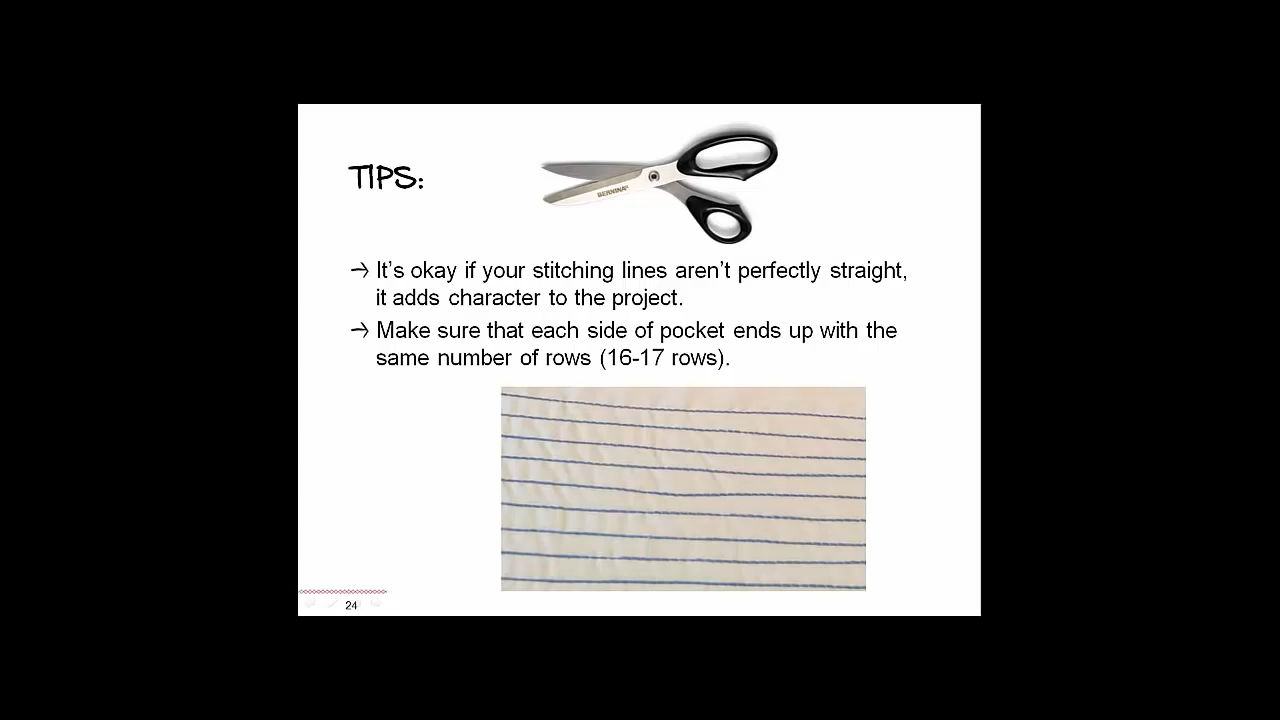 TIPS:
BERNINA
→ It's okay if your stitching lines aren't perfectly straight,
it adds character to the project.
→ Make sure that each side of pocket ends up with the
same number of rows (16-17 rows).
24